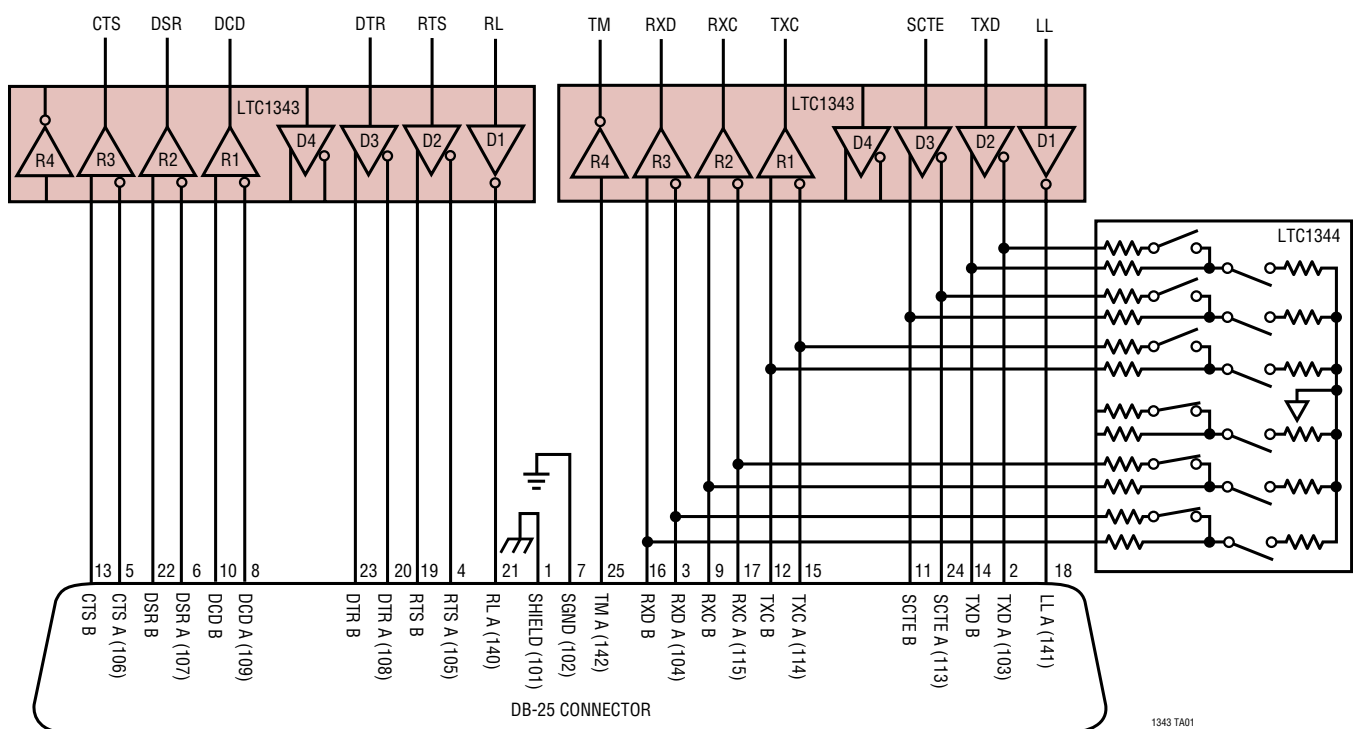 CTS DSR DCD DTR RTS RL TM RXD RXC TXC SCTE TXD LL
LTC1343 LTC1343
R4 R3 R2 R1 D4 D3 D2 D1 R4 R3 R2 R1 D4 D3 D2 D1
LTC1344
13 5 22 6 10 8 23 20 19 4 21 1 7 25 16 3 9 17 12 15 11 24 14 2 18
CTS B
CTS A (106)
DSR B
DSR A (107)
DCD B
DCD A (109)
DTR B
DTR A (108)
RTS B
RTS A (105)
RL A (140)
SHIELD (101)
SGND (102)
TM A (142)
RXD B
RXD A (104)
RXC B
RXC A (115)
TXC B
TXC A (114)
SCTE B
SCTE A (113)
TXD B
TXD A (103)
LL A (141)
DB-25 CONNECTOR
1343 TA01